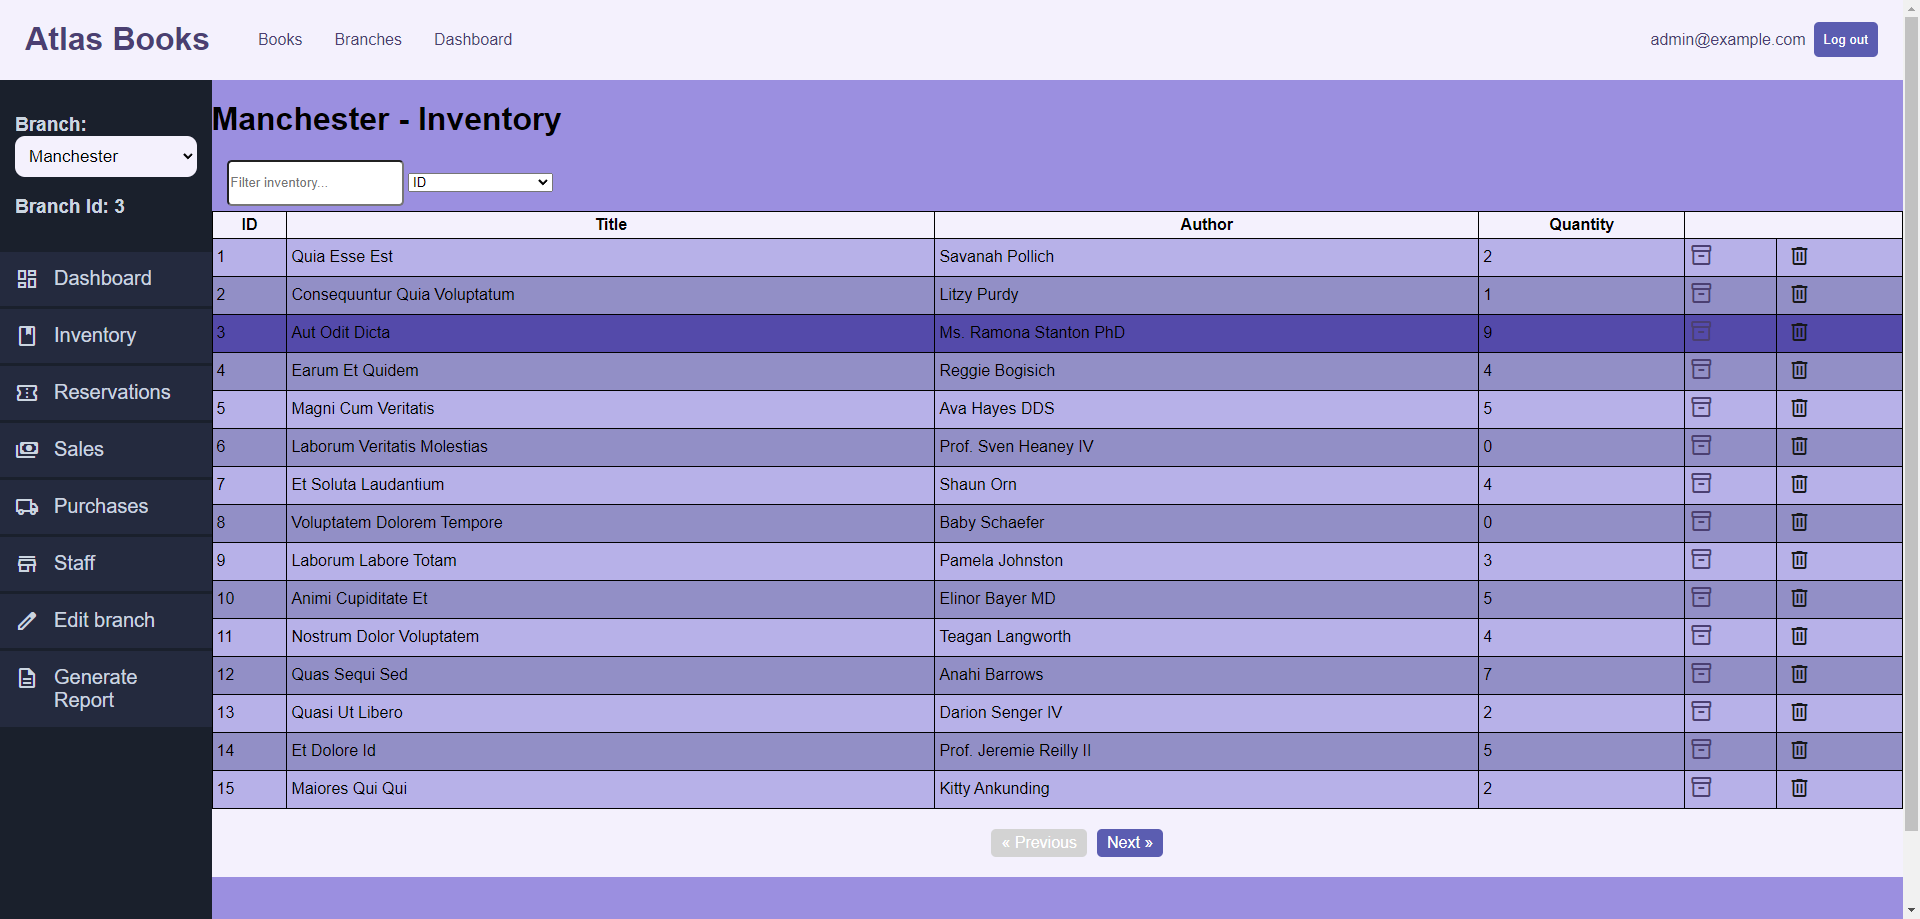 Atlas Books Books Branches Dashboard admin@example.com Log out
Branch:
Manchester
Branch Id: 3
Dashboard
Inventory
Reservations
Sales
Purchases
Staff
Edit branch
Generate
Report
Manchester - Inventory
Filter inventory... ID
ID Title Author Quantity
1 Quia Esse Est Savanah Pollich 2
2 Consequuntur Quia Voluptatum Litzy Purdy 1
3 Aut Odit Dicta Ms. Ramona Stanton PhD 9
4 Earum Et Quidem Reggie Bogisich 4
5 Magni Cum Veritatis Ava Hayes DDS 5
6 Laborum Veritatis Molestias Prof. Sven Heaney IV 0
7 Et Soluta Laudantium Shaun Orn 4
8 Voluptatem Dolorem Tempore Baby Schaefer 0
9 Laborum Labore Totam Pamela Johnston 3
10 Animi Cupiditate Et Elinor Bayer MD 5
11 Nostrum Dolor Voluptatem Teagan Langworth 4
12 Quas Sequi Sed Anahi Barrows 7
13 Quasi Ut Libero Darion Senger IV 2
14 Et Dolore Id Prof. Jeremie Reilly II 5
15 Maiores Qui Qui Kitty Ankunding 2
« Previous Next »